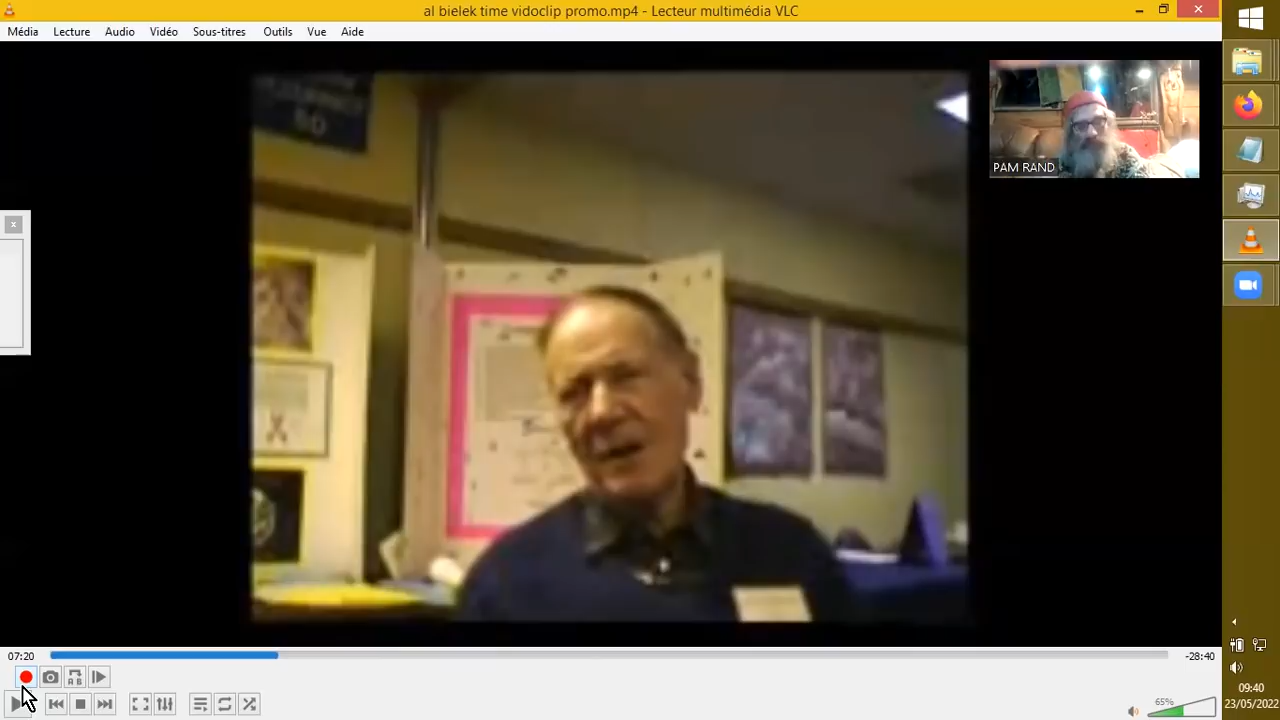 al bielek time vidoclip promo.mp4 - Lecteur multimédia VLC
Média Lecture Audio Vidéo Sous-titres Outils Vue Aide
PAM RAND
07:20
-28:40
65%
09:40
23/05/2022